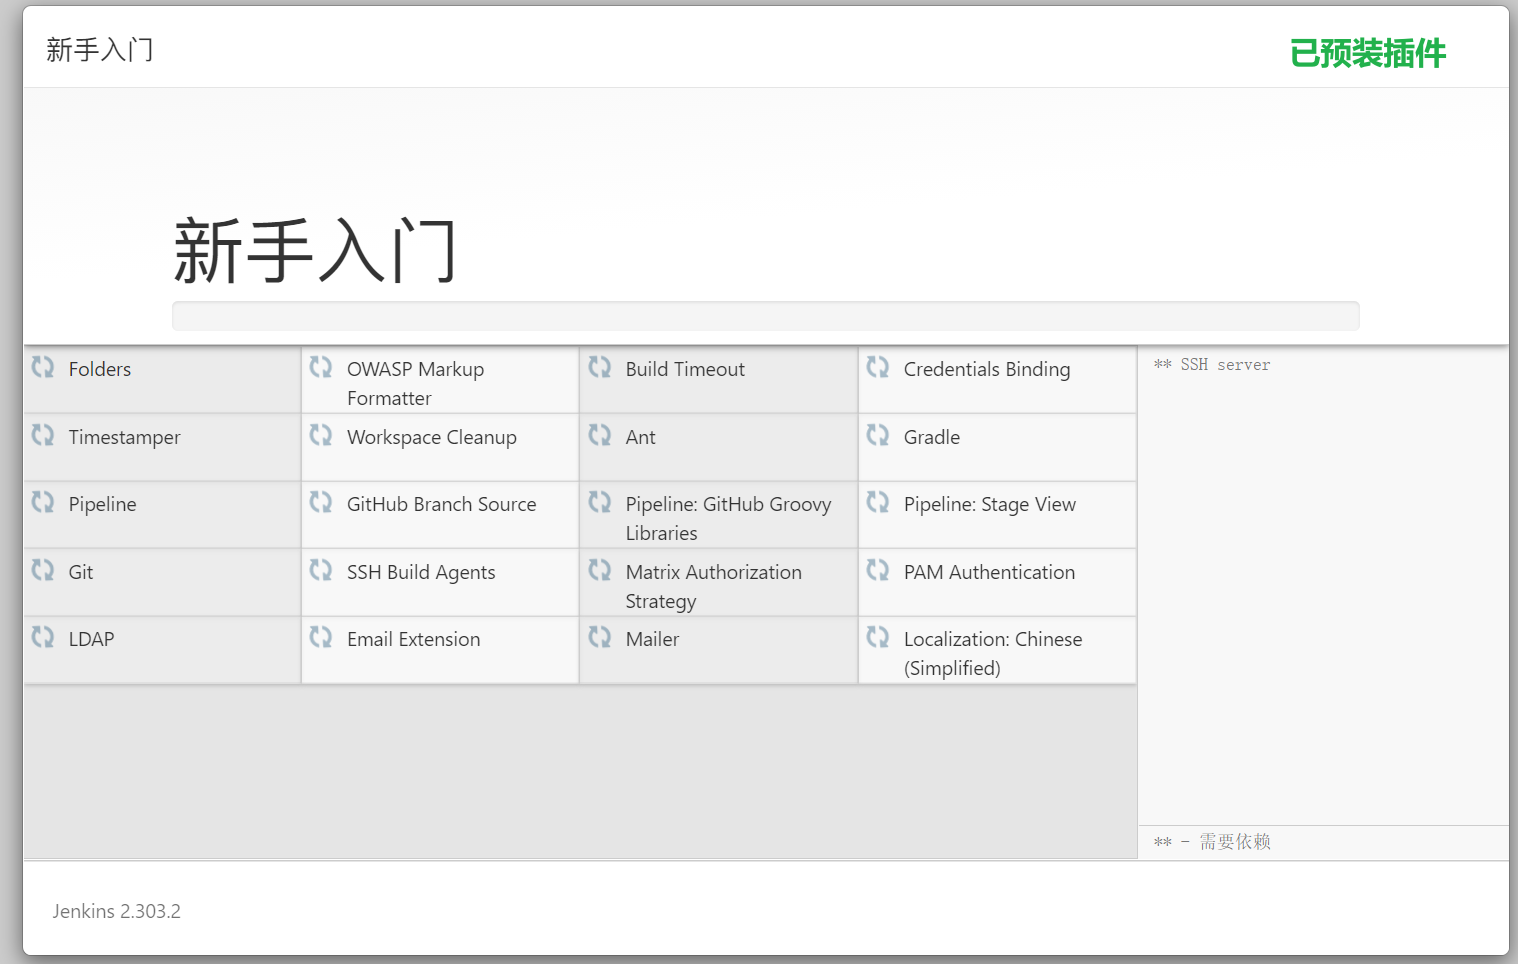 新手入门
已预装插件
新手入门
Folders
OWASP Markup
Formatter
Build Timeout
Credentials Binding
** SSH server
Timestamper
Workspace Cleanup
Ant
Gradle
Pipeline
GitHub Branch Source
Pipeline: GitHub Groovy
Libraries
Pipeline: Stage View
Git
SSH Build Agents
Matrix Authorization
Strategy
PAM Authentication
LDAP
Email Extension
Mailer
Localization: Chinese
(Simplified)
** - 需要依赖
Jenkins 2.303.2